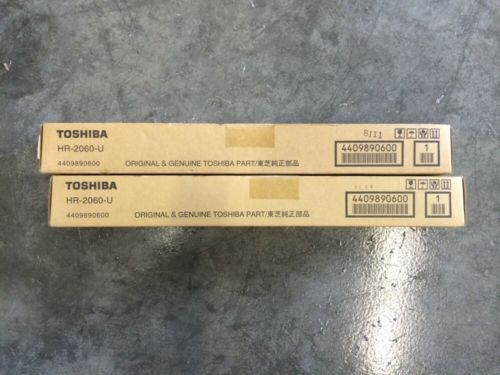 TOSHIBA
HR-2060-U
4409890600
ORIGINAL & GENUINE TOSHIBA PART/東芝純正部品
8111
4409890600
1
TOSHIBA
HR-2060-U
4409890600
ORIGINAL & GENUINE TOSHIBA PART/東芝純正部品
4409890600
1